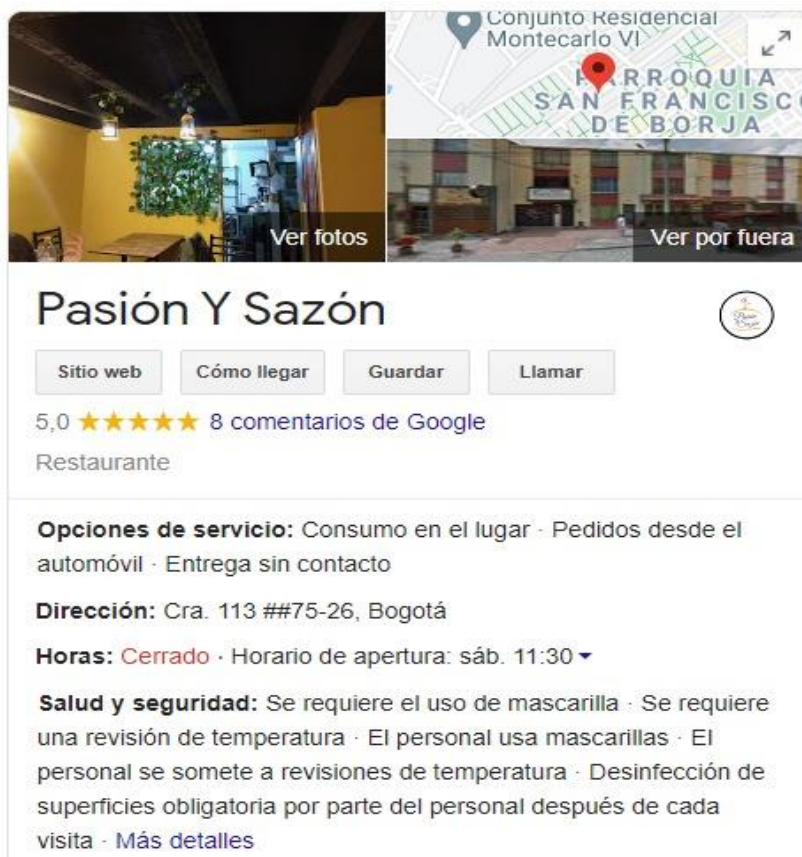 Conjunto Residencial
Montecarlo VI
PARROQUIA
SAN FRANCISCO
DE BORJA
Ver fotos
Ver por fuera
Pasión Y Sazón
Sitio web
Cómo llegar
Guardar
Llamar
5,0 8 comentarios de Google
Restaurante
Opciones de servicio: Consumo en el lugar · Pedidos desde el
automóvil · Entrega sin contacto
Dirección: Cra. 113 ##75-26, Bogotá
Horas: Cerrado · Horario de apertura: sáb. 11:30
Salud y seguridad: Se requiere el uso de mascarilla · Se requiere
una revisión de temperatura · El personal usa mascarillas · El
personal se somete a revisiones de temperatura · Desinfección de
superficies obligatoria por parte del personal después de cada
visita · Más detalles